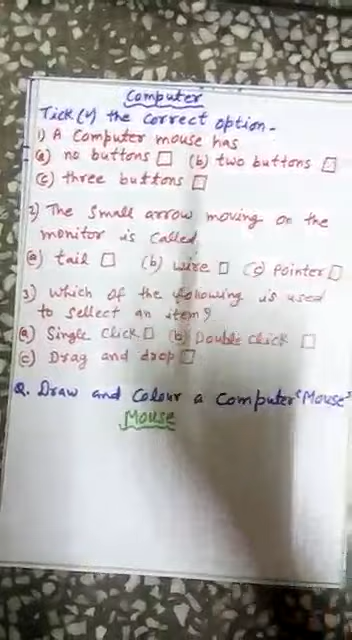 Computer
Tick (✓) the correct option-
1) A Computer mouse has
(a) no buttons □ (b) two buttons □
(c) three buttons □
2) The Small arrow moving on the
monitor is called
(a) tail □ (b) wire □ (c) Pointer □
3) Which of the following is used
to sellect an item?
(a) Single click □ (b) Double click □
(c) Drag and drop □
Q. Draw and Colour a Computer "Mouse"
Mouse